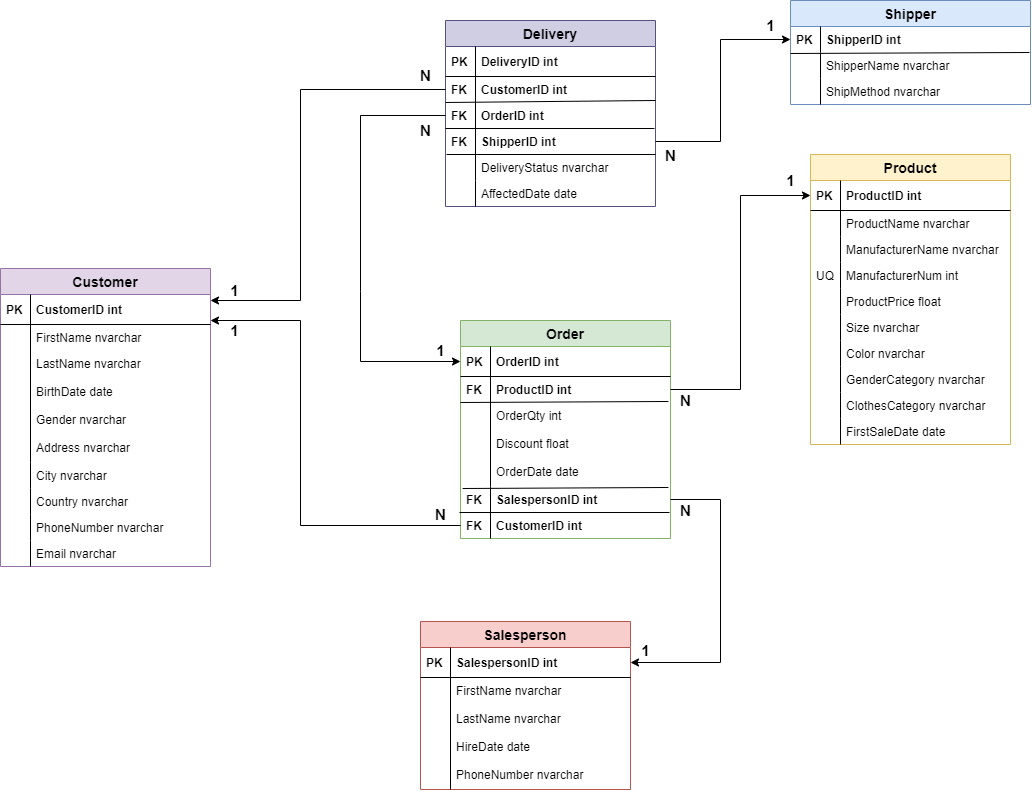 Delivery
PK DeliveryID int
FK CustomerID int
FK OrderID int
FK ShipperID int
DeliveryStatus nvarchar
AffectedDate date
N
N
N
Shipper
PK ShipperID int
ShipperName nvarchar
ShipMethod nvarchar
1
Product
PK ProductID int
ProductName nvarchar
ManufacturerName nvarchar
UQ ManufacturerNum int
ProductPrice float
Size nvarchar
Color nvarchar
GenderCategory nvarchar
ClothesCategory nvarchar
FirstSaleDate date
1
Customer
PK CustomerID int
FirstName nvarchar
LastName nvarchar
BirthDate date
Gender nvarchar
Address nvarchar
City nvarchar
Country nvarchar
PhoneNumber nvarchar
Email nvarchar
1
1
Order
PK OrderID int
FK ProductID int
OrderQty int
Discount float
OrderDate date
FK SalespersonID int
FK CustomerID int
1
N
N
N
Salesperson
PK SalespersonID int
FirstName nvarchar
LastName nvarchar
HireDate date
PhoneNumber nvarchar
1